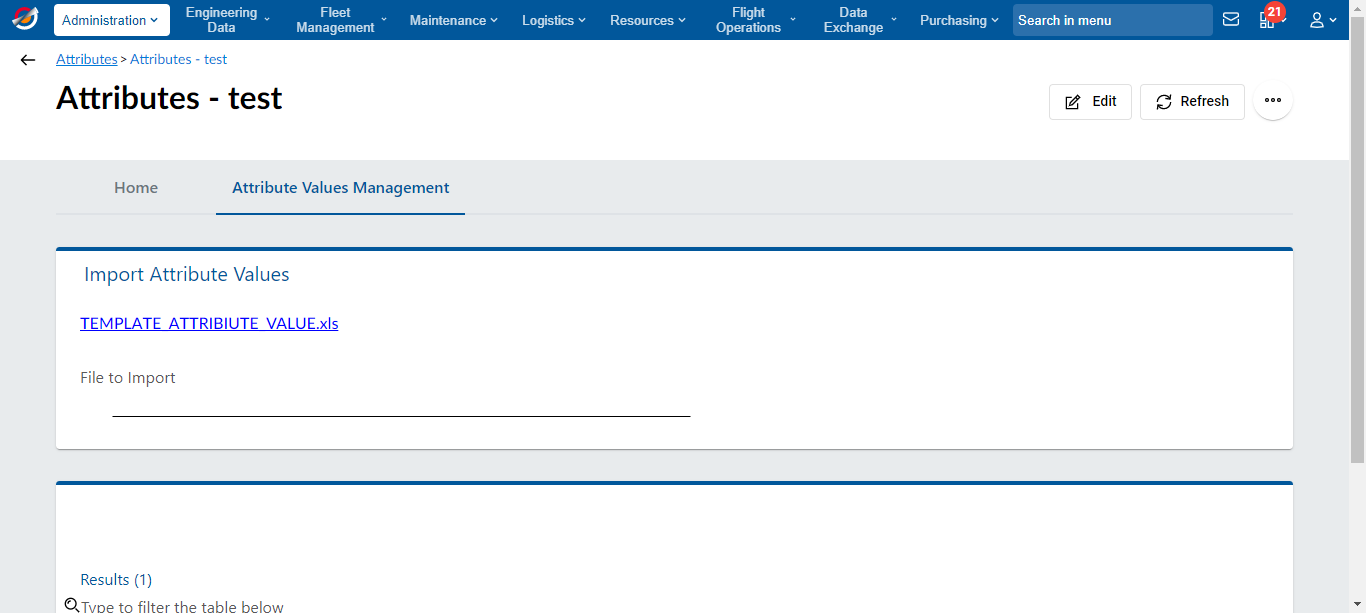 Administration
Engineering Data
Fleet Management
Maintenance
Logistics
Resources
Flight Operations
Data Exchange
Purchasing
Search in menu
21
Attributes > Attributes - test
Attributes - test
Edit
Refresh
Home
Attribute Values Management
Import Attribute Values
TEMPLATE_ATTRIBIUTE_VALUE.xls
File to Import
Results (1)
Type to filter the table below